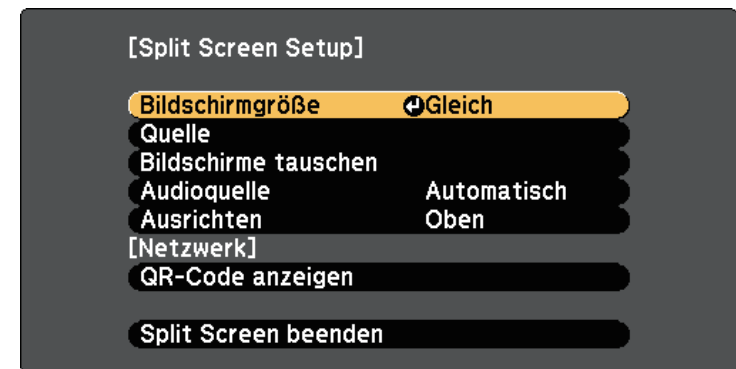 [Split Screen Setup]
Bildschirmgröße Gleich
Quelle
Bildschirme tauschen
Audioquelle Automatisch
Ausrichten Oben
[Netzwerk]
QR-Code anzeigen
Split Screen beenden